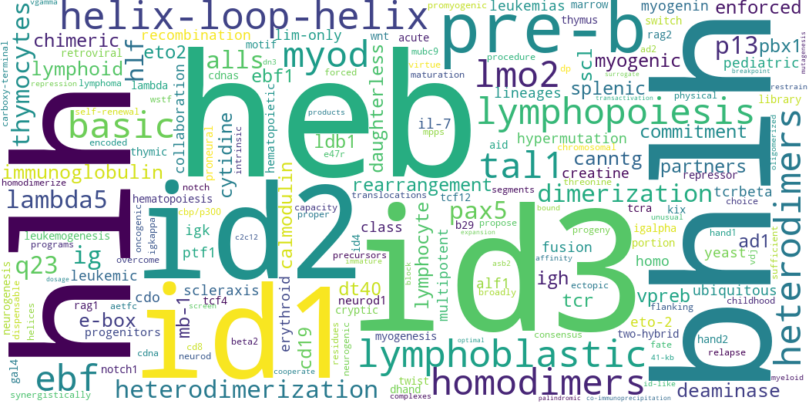 helix-loop-helix
pre-b
promyogenic
leukemias
marrow
myogenin
enforced
vgamma
chimeric
recombination
lim-only
wnt
acute
thymus
switch
p13
pbx1
retroviral
eto2
motif
myod
mubc9
procedure
ad2
rag2
myogenic
pediatric
lymphoid
hlf
alls
cdnas
dn3
forced
virtue
maturation
lmo2
scl
splenic
thymocytes
repression
lymphoma
lambda
ebf1
daughterless
lineages
dp
surrogate
breakpoint
physical
restrain
mutagenesis
carboxy-terminal
self-renewal
wstf
collaboration
hematopoietic
heb
products
il-7
mpps
lymphopoiesis
transactivation
library
basic
encoded
thymic
cytidine
proneural
intrinsic
ldb1
e47r
aid
hypermutation
commitment
repressor
oligomerized
immunoglobulin
homodimerize
notch
hematopoiesis
calmodulin
tal1
canntg
chromosomal
partners
creatine
rearrangement
translocations
tcf12
segments
threonine
tcrbeta
choice
heterodimers
lambda5
leukemogenesis
oncogenic
igkappa
cbp/p300
id2
capacity
proper
id4
class
pax5
b29
propose
expansion
dimerization
bound
tcra
kix
unusual
hand1
vdj
sufficient
programs
overcome
igk
c2c12
precursors
immature
lymphocyte
multipotent
id3
fusion
affinity
progeny
igalpha
portion
ad1
yeast
q23
ig
ptf1
dosage
leukemic
cdo
scleraxis
id1
erythroid
dt40
neurod1
cryptic
block
alf1
broadly
asb2
igh
tcr
ectopic
homo
ubiquitous
flanking
childhood
neurogenesis
dispensable
helices
rag1
aetfc
tcf4
screen
mb-1
e-box
progenitors
myogenesis
consensus
vpreb
eto-2
two-hybrid
hand2
relapse
notch1
cdna
cd8
neurod
beta2
cooperate
cd19
residues
neurogenic
lymphoblastic
optimal
fate
41-kb
id-like
gal4
ebf
synergistically
heterodimerization
twist
dhand
complexes
homodimers
palindromic
co-immunoprecipitation
deaminase
myeloid
hlh
bhlh